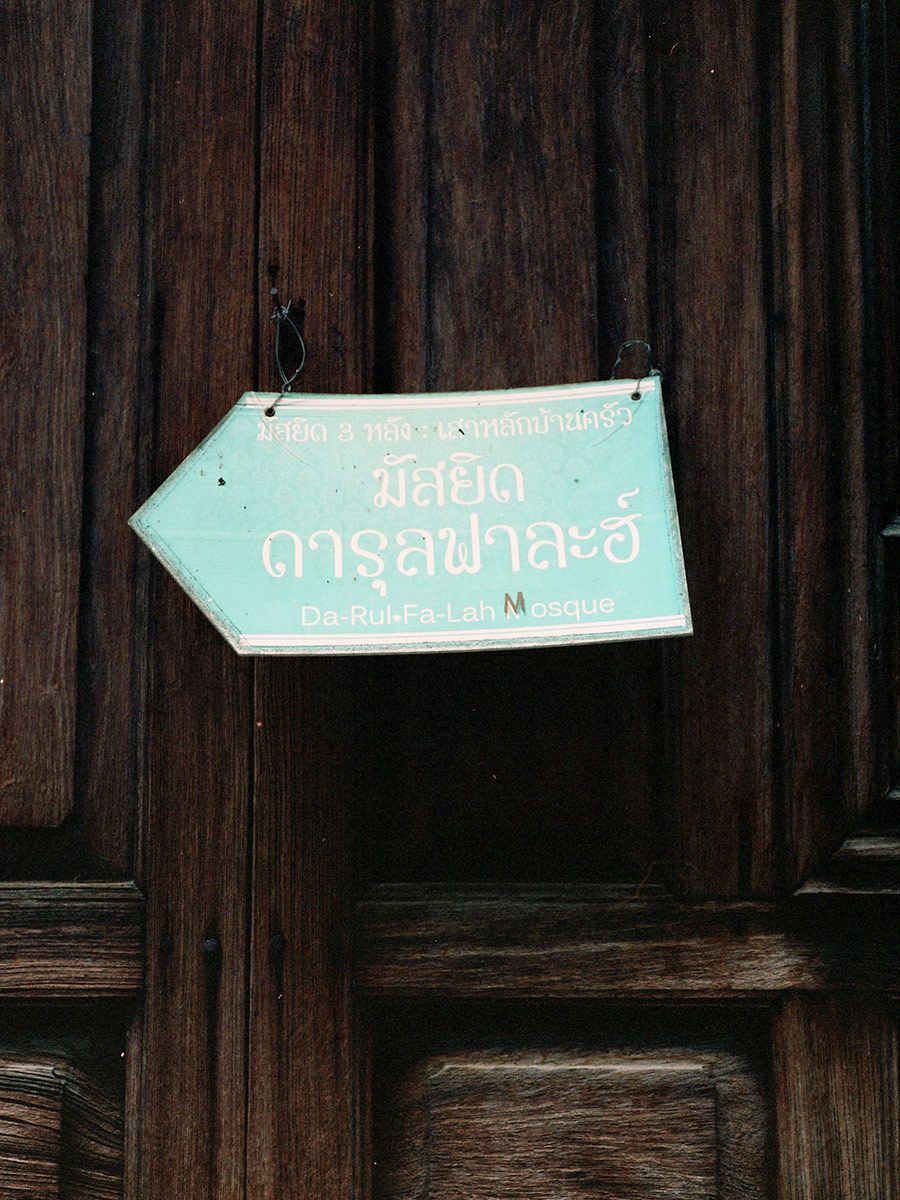 มัสยิด 3 หลัง : เสาหลักบ้านครัว
มัสยิด
ดารุลฟาละฮ์
Da-Rul-Fa-Lah Mosque